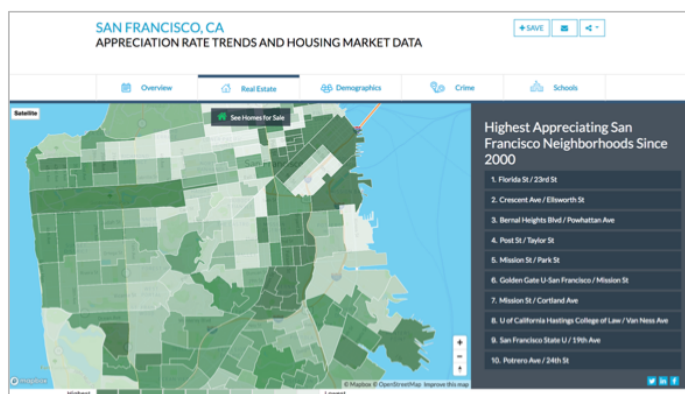 SAN FRANCISCO, CA
APPRECIATION RATE TRENDS AND HOUSING MARKET DATA
+SAVE
Overview
Real Estate
Demographics
Crime
Schools
Satellite
See Homes for Sale
Highest Appreciating San
Francisco Neighborhoods Since
2000
1. Florida St / 23rd St
2. Crescent Ave / Ellsworth St
3. Bernal Heights Blvd / Powhattan Ave
4. Post St / Taylor St
5. Mission St / Park St
6. Golden Gate U-San Francisco / Mission St
7. Mission St / Cortland Ave
8. U of California Hastings College of Law / Van Ness Ave
9. San Francisco State U / 19th Ave
10. Potrero Ave / 24th St
+
−
mapbox
© Mapbox © OpenStreetMap Improve this map
Highest
Lowest